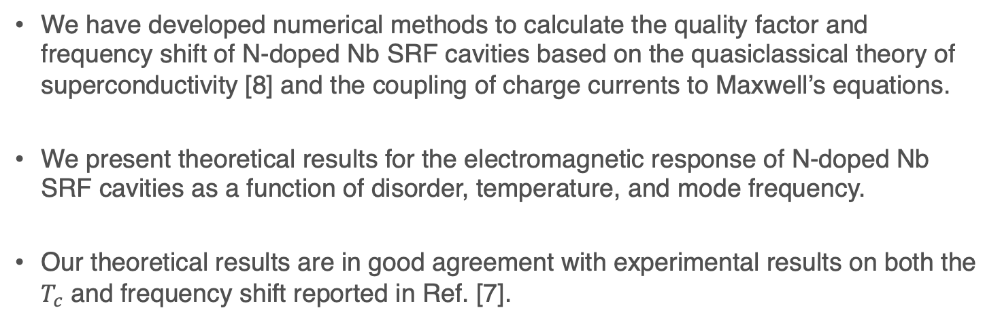 • We have developed numerical methods to calculate the quality factor and
frequency shift of N-doped Nb SRF cavities based on the quasiclassical theory of
superconductivity [8] and the coupling of charge currents to Maxwell’s equations.
• We present theoretical results for the electromagnetic response of N-doped Nb
SRF cavities as a function of disorder, temperature, and mode frequency.
• Our theoretical results are in good agreement with experimental results on both the
𝑇𝑐 and frequency shift reported in Ref. [7].